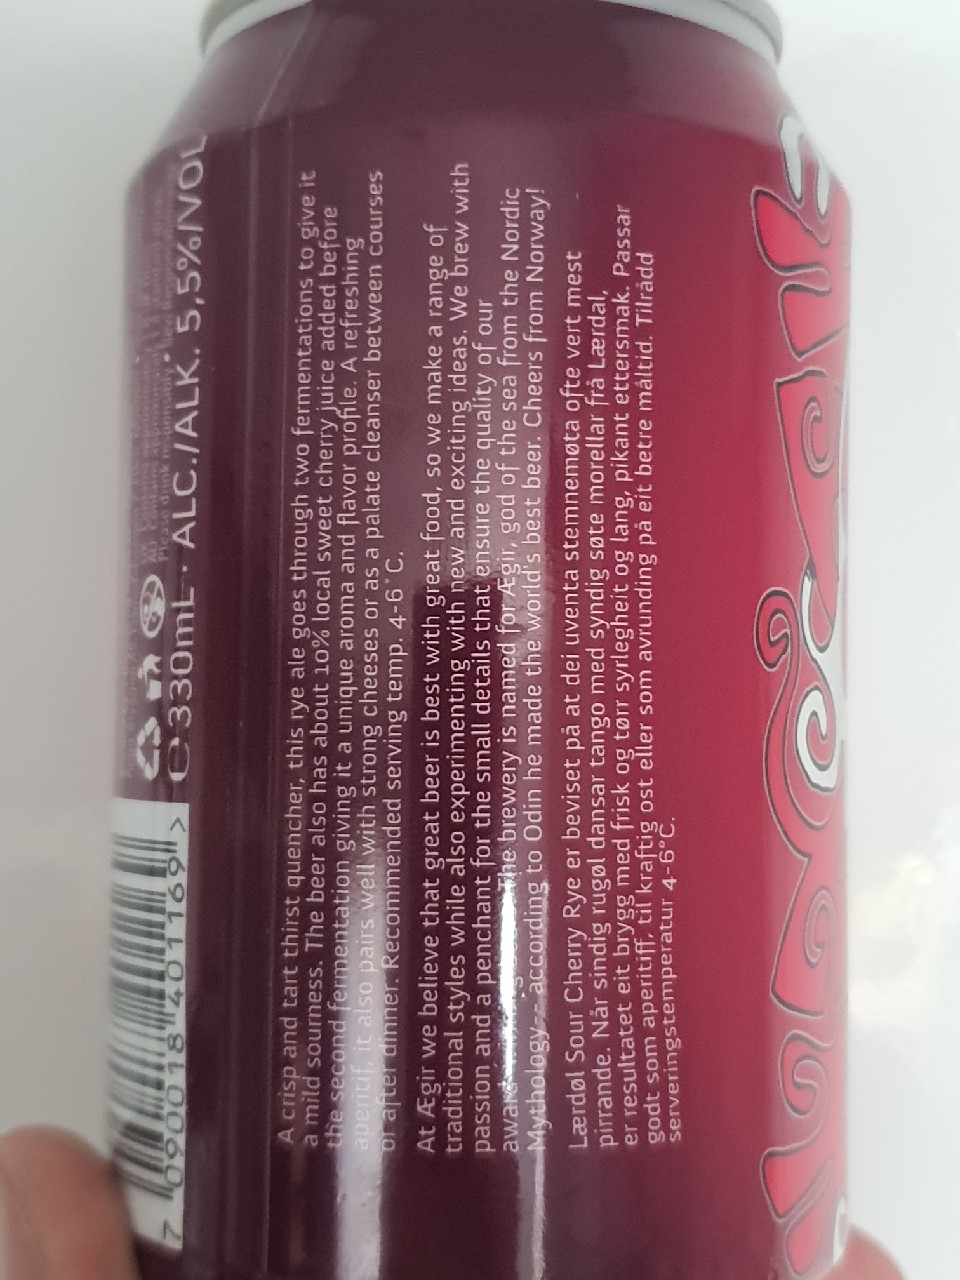 A crisp and tart thirst quencher, this rye ale goes through two fermentations to give it
a mild sourness. The beer also has about 10% local sweet cherry juice added before
the second fermentation giving it a unique aroma and flavor profile. A refreshing
aperitif, it also pairs well with strong cheeses or as a palate cleanser between courses
or after dinner. Recommended serving temp. 4-6°C.
At Ægir we believe that great beer is best with great food, so we make a range of
traditional styles while also experimenting with new and exciting ideas. We brew with
passion and a penchant for the small details that ensure the quality of our
The brewery is named for Ægir, god of the sea from the Nordic
Mythology - according to Odin he made the world's best beer. Cheers from Norway!
Lærdøl Sour Cherry Rye er beviset på at dei uventa stemnemøta ofte vert mest
pirrande. Når sindig rugøl dansar tango med syndig søte morellar frå Lærdal,
er resultatet eit brygg med frisk og tørr syrlegheit og lang, pikant ettersmak. Passar
godt som aperitiff, til kraftig ost eller som avrunding på eit betre måltid. Tilrådd
serveringstemperatur 4-6°C.
Please drink responsibly.
C 330mL · ALC./ALK. 5,5%/VOL
7 090018 401169 >